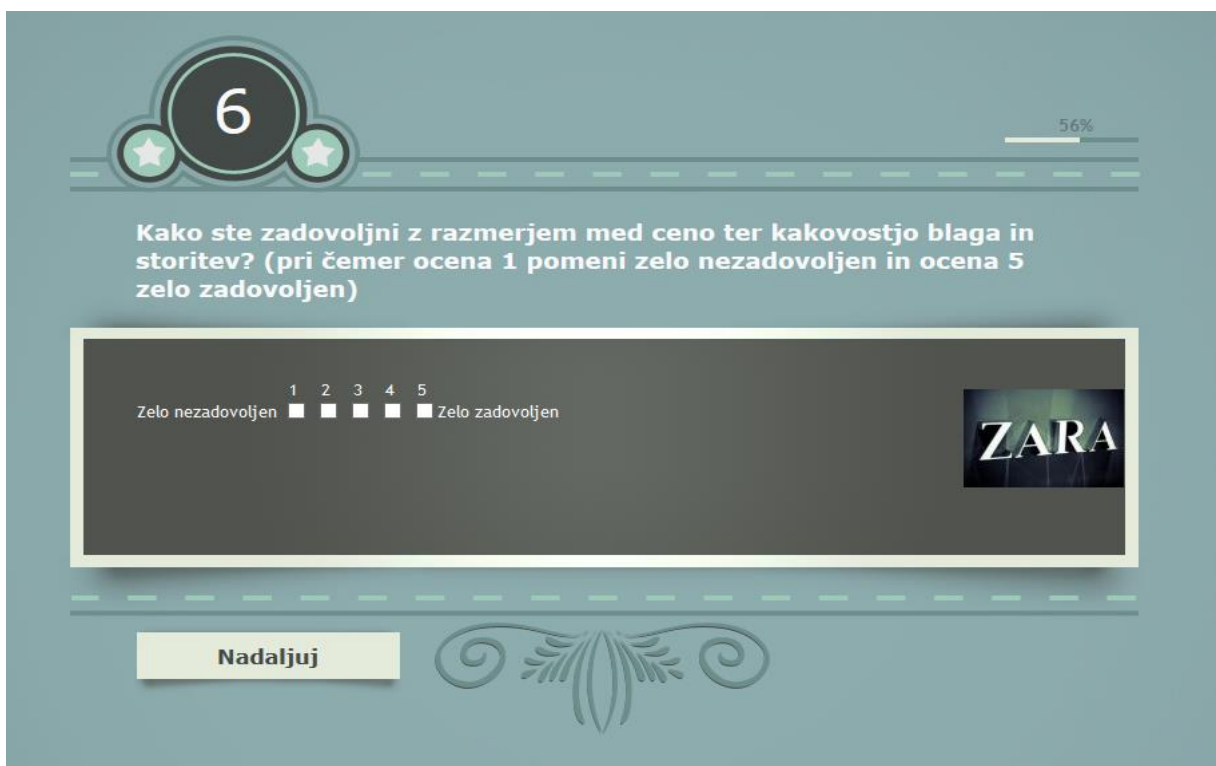 6
56%
Kako ste zadovoljni z razmerjem med ceno ter kakovostjo blaga in
storitev? (pri čemer ocena 1 pomeni zelo nezadovoljen in ocena 5
zelo zadovoljen)
1 2 3 4 5
Zelo nezadovoljen Zelo zadovoljen
ZARA
Nadaljuj